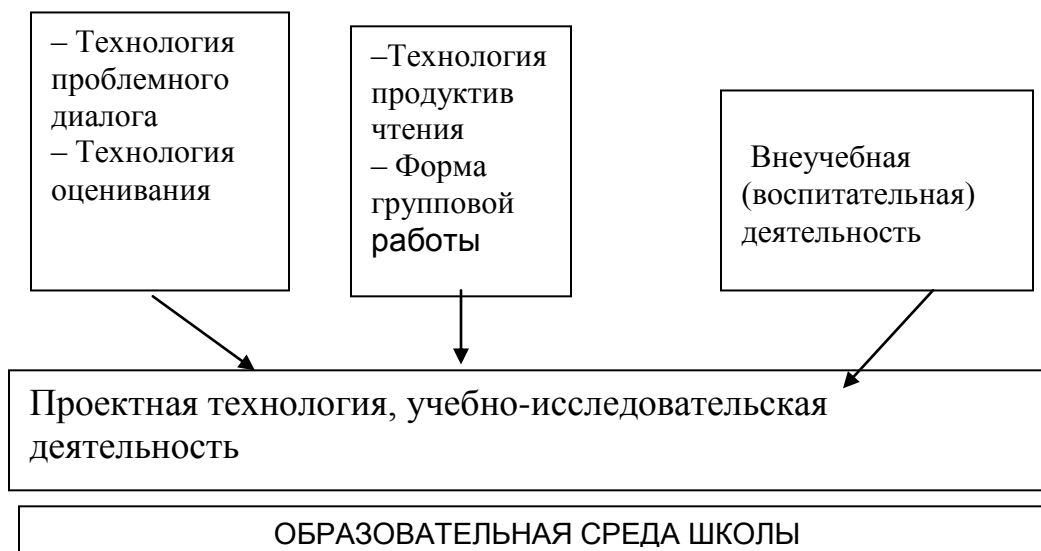 – Технология
проблемного
диалога
– Технология
оценивания
–Технология
продуктив
чтения
– Форма
групповой
работы
Внеучебная
(воспитательная)
деятельность
Проектная технология, учебно-исследовательская
деятельность
ОБРАЗОВАТЕЛЬНАЯ СРЕДА ШКОЛЫ